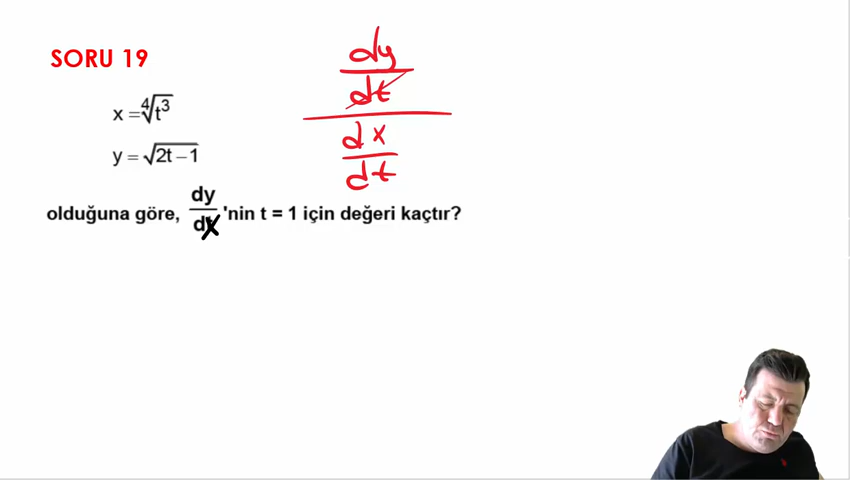 SORU 19
x = ⁴√t³
y = √2t − 1
olduğuna göre, dy/dx 'nin t = 1 için değeri kaçtır?
dy
dt
dx
dt